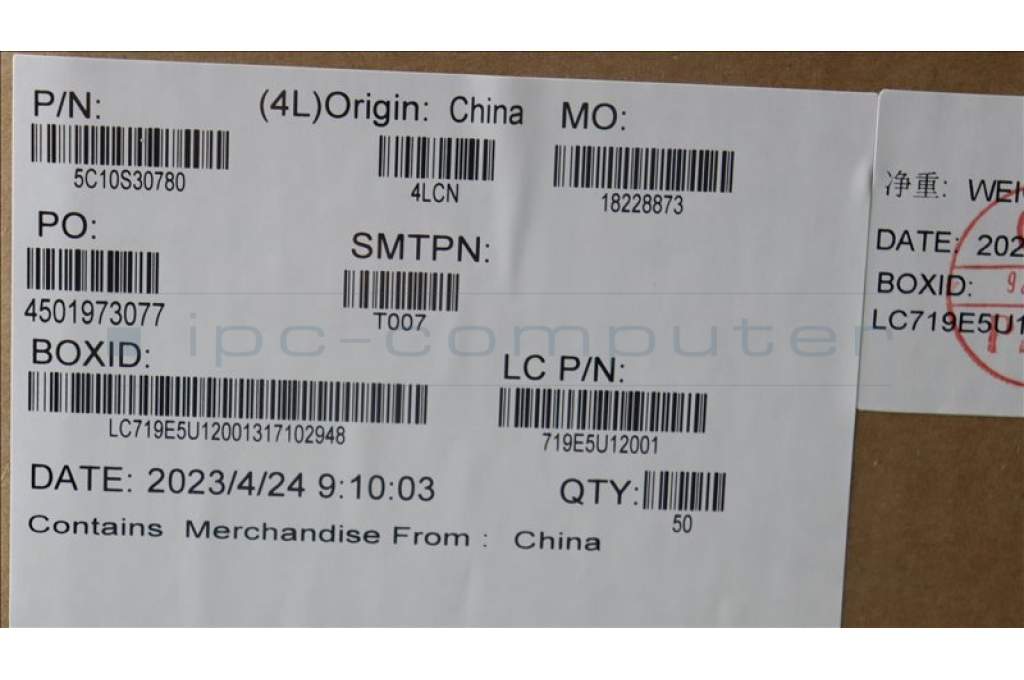 P/N:
5C10S30780
(4L)Origin: China
4LCN
MO:
18228873
PO:
4501973077
SMTPN:
T007
BOXID:
LC719E5U12001317102948
LC P/N:
719E5U12001
DATE: 2023/4/24 9:10:03
QTY:
50
Contains Merchandise From : China
净重: WEI
DATE: 202
BOXID:
LC719E5U1
ipc-computer